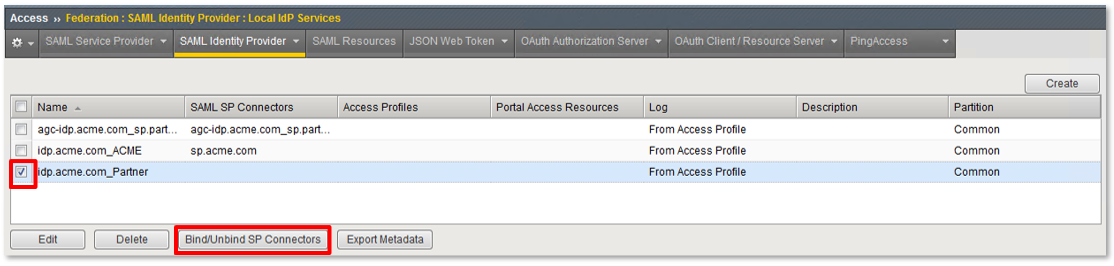 Access ›› Federation : SAML Identity Provider : Local IdP Services
SAML Service Provider SAML Identity Provider SAML Resources JSON Web Token OAuth Authorization Server OAuth Client / Resource Server PingAccess
Create
Name SAML SP Connectors Access Profiles Portal Access Resources Log Description Partition
agc-idp.acme.com_sp.part... agc-idp.acme.com_sp.part... From Access Profile Common
idp.acme.com_ACME sp.acme.com From Access Profile Common
idp.acme.com_Partner From Access Profile Common
Edit Delete Bind/Unbind SP Connectors Export Metadata